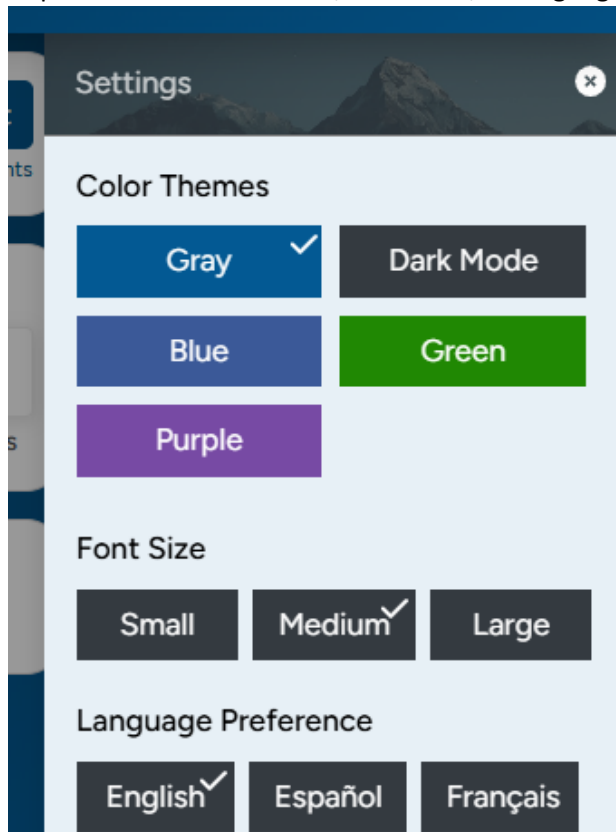 Settings
Color Themes
Gray
Dark Mode
Blue
Green
Purple
Font Size
Small
Medium
Large
Language Preference
English
Español
Français